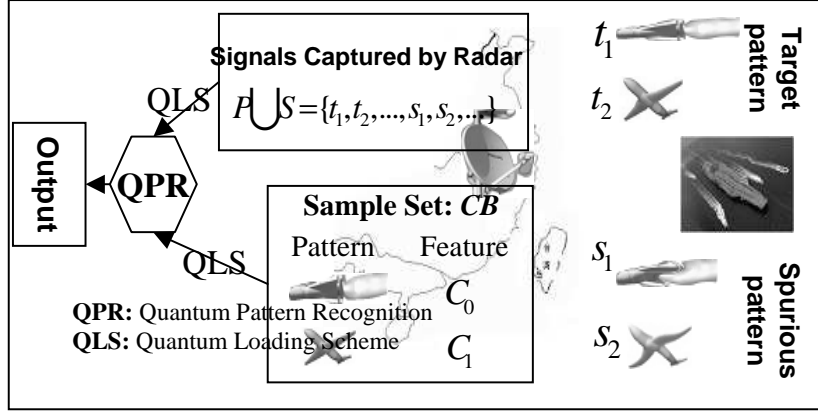 Signals Captured by Radar
P⋃S={t₁,t₂,...,s₁,s₂,...}
QLS
Output
QPR
QLS
Sample Set: CB
Pattern Feature
C₀
C₁
QPR: Quantum Pattern Recognition
QLS: Quantum Loading Scheme
t₁
t₂
Target
pattern
s₁
s₂
Spurious
pattern